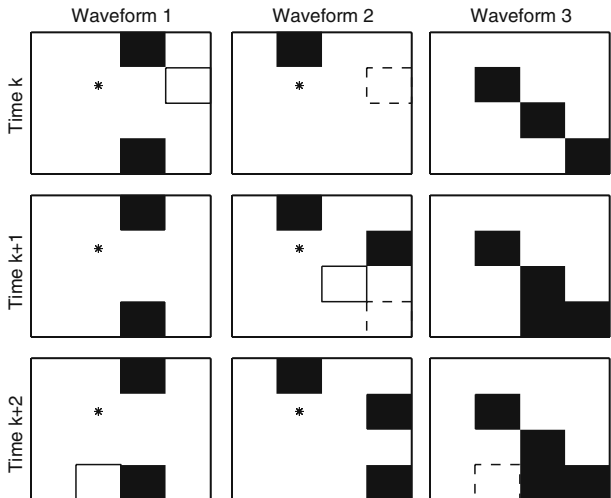 Waveform 1
Waveform 2
Waveform 3
Time k
Time k+1
Time k+2